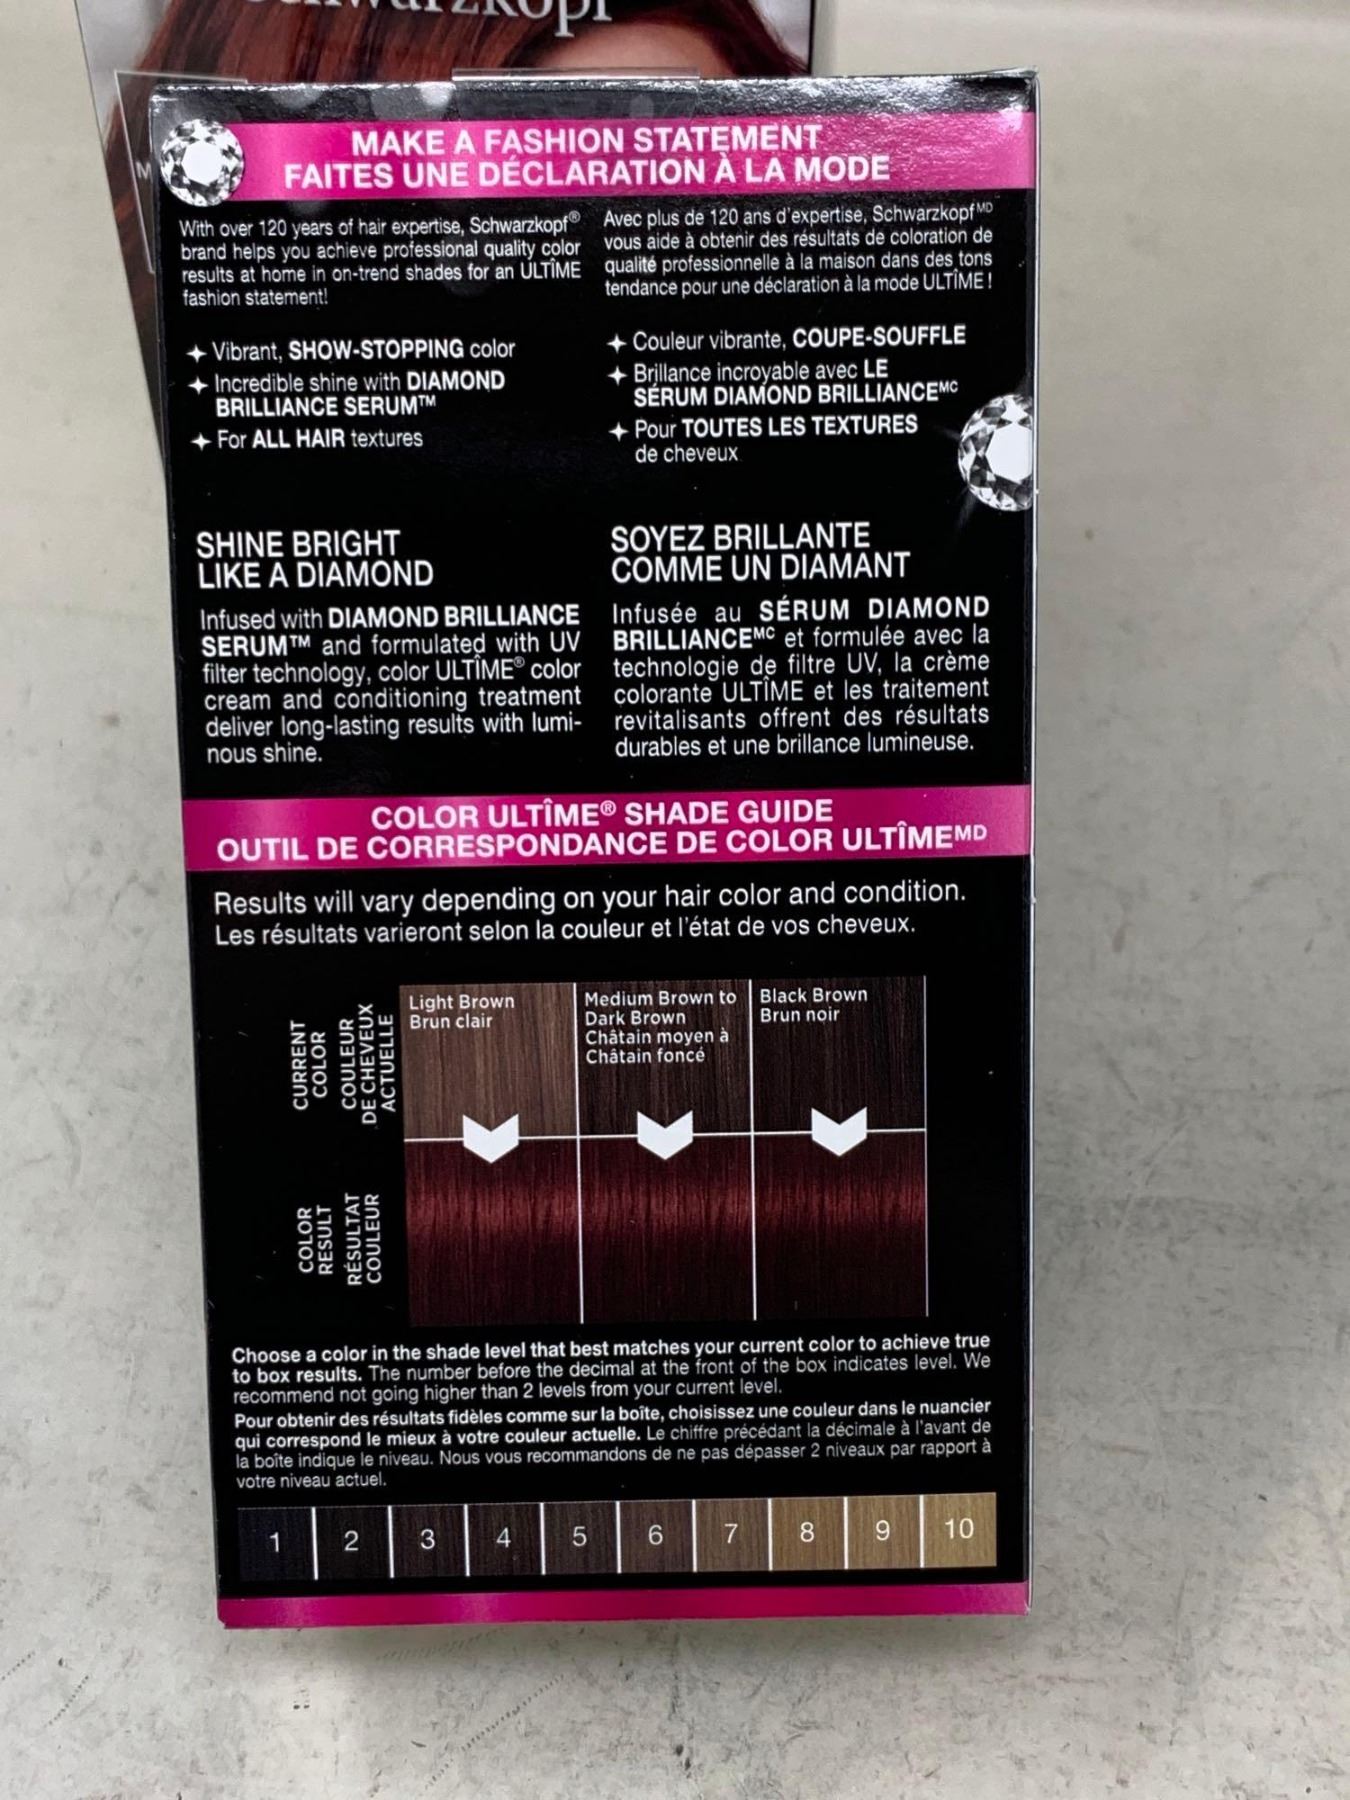 Schwarzkopf
MAKE A FASHION STATEMENT
FAITES UNE DÉCLARATION À LA MODE
With over 120 years of hair expertise, Schwarzkopf®
brand helps you achieve professional quality color
results at home in on-trend shades for an ULTÎME
fashion statement!
Avec plus de 120 ans d'expertise, Schwarzkopf MD
vous aide à obtenir des résultats de coloration de
qualité professionnelle à la maison dans des tons
tendance pour une déclaration à la mode ULTÎME !
Vibrant, SHOW-STOPPING color
Incredible shine with DIAMOND
BRILLIANCE SERUM™
For ALL HAIR textures
Couleur vibrante, COUPE-SOUFFLE
Brillance incroyable avec LE
SÉRUM DIAMOND BRILLIANCEMC
Pour TOUTES LES TEXTURES
de cheveux
SHINE BRIGHT
LIKE A DIAMOND
Infused with DIAMOND BRILLIANCE
SERUM™ and formulated with UV
filter technology, color ULTÎME® color
cream and conditioning treatment
deliver long-lasting results with lumi-
nous shine.
SOYEZ BRILLANTE
COMME UN DIAMANT
Infusée au SÉRUM DIAMOND
BRILLIANCEMC et formulée avec la
technologie de filtre UV, la crème
colorante ULTÎME et les traitement
revitalisants offrent des résultats
durables et une brillance lumineuse.
COLOR ULTÎME® SHADE GUIDE
OUTIL DE CORRESPONDANCE DE COLOR ULTÎMEMD
Results will vary depending on your hair color and condition.
Les résultats varieront selon la couleur et l'état de vos cheveux.
CURRENT
COLOR
COULEUR
DE CHEVEUX
ACTUELLE
Light Brown
Brun clair
Medium Brown to
Dark Brown
Châtain moyen à
Châtain foncé
Black Brown
Brun noir
COLOR
RESULT
RÉSULTAT
COULEUR
Choose a color in the shade level that best matches your current color to achieve true
to box results. The number before the decimal at the front of the box indicates level. We
recommend not going higher than 2 levels from your current level.
Pour obtenir des résultats fidèles comme sur la boîte, choisissez une couleur dans le nuancier
qui correspond le mieux à votre couleur actuelle. Le chiffre précédant la décimale à l'avant de
la boîte indique le niveau. Nous vous recommandons de ne pas dépasser 2 niveaux par rapport à
votre niveau actuel.
1 2 3 4 5 6 7 8 9 10